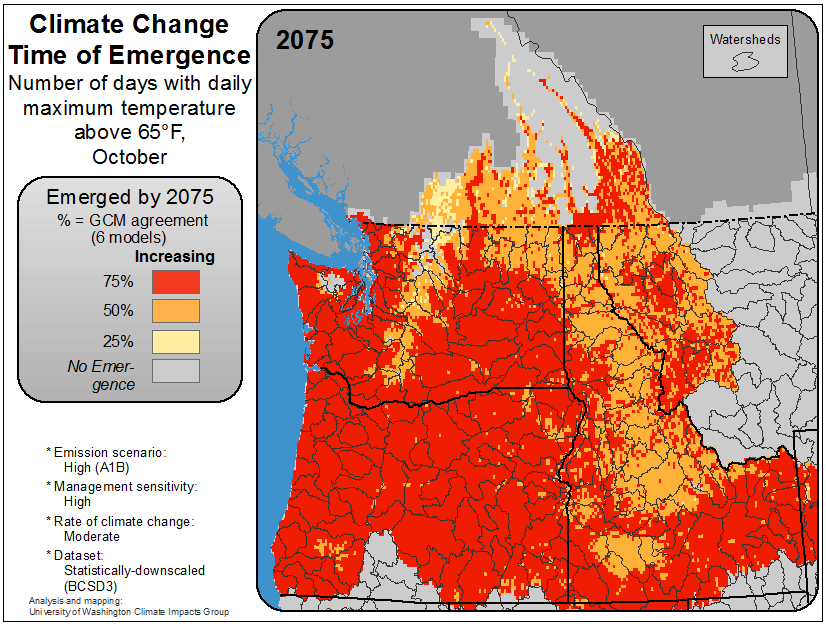 Climate Change
Time of Emergence
Number of days with daily
maximum temperature
above 65°F,
October
Emerged by 2075
% = GCM agreement
(6 models)
Increasing
75%
50%
25%
No Emer-
gence
* Emission scenario:
High (A1B)
* Management sensitivity:
High
* Rate of climate change:
Moderate
* Dataset:
Statistically-downscaled
(BCSD3)
Analysis and mapping:
University of Washington Climate Impacts Group
2075
Watersheds